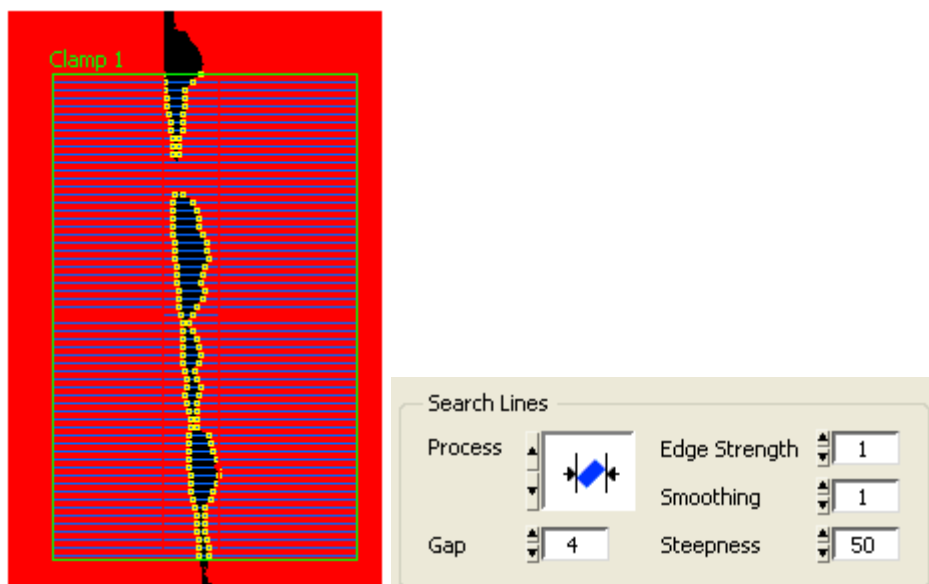 Clamp 1
Search Lines
Process
Edge Strength 1
Smoothing 1
Gap 4
Steepness 50